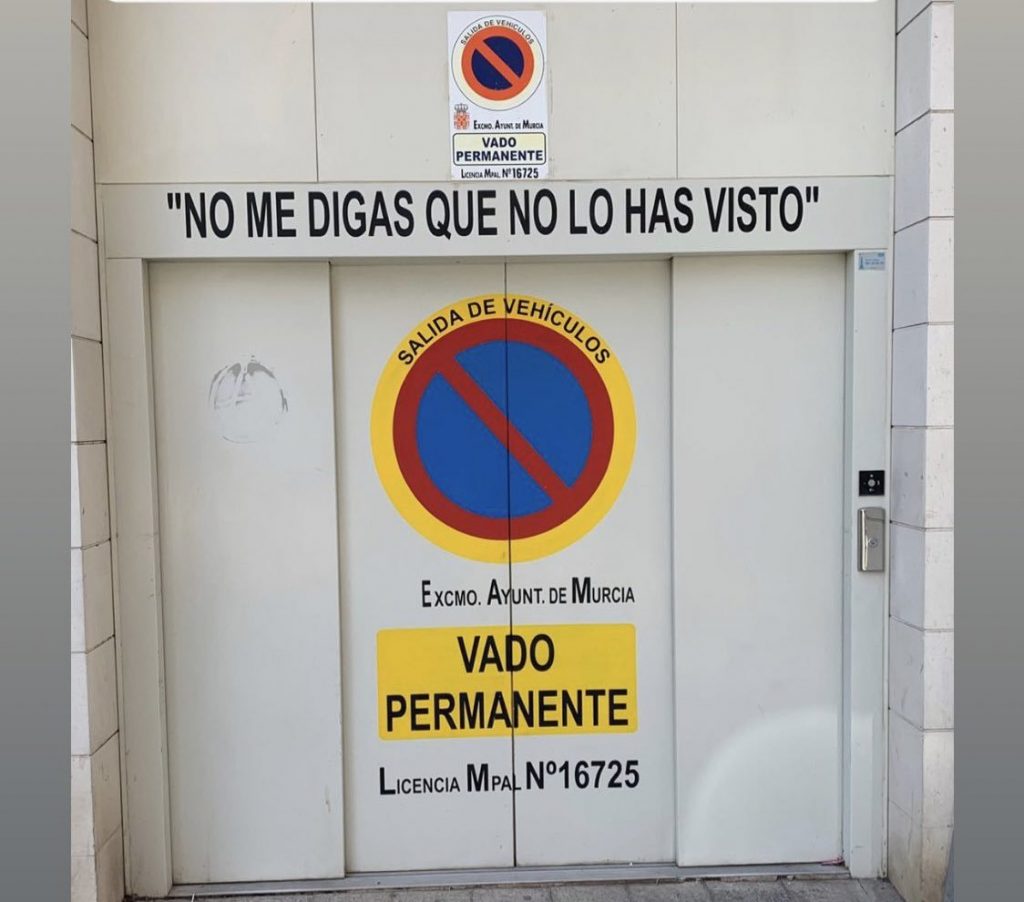 SALIDA DE VEHICULOS
EXCMO. AYUNT. DE MURCIA
VADO
PERMANENTE
LICENCIA MPAL Nº16725
"NO ME DIGAS QUE NO LO HAS VISTO"
SALIDA DE VEHÍCULOS
EXCMO. AYUNT. DE MURCIA
VADO
PERMANENTE
LICENCIA MPAL Nº16725